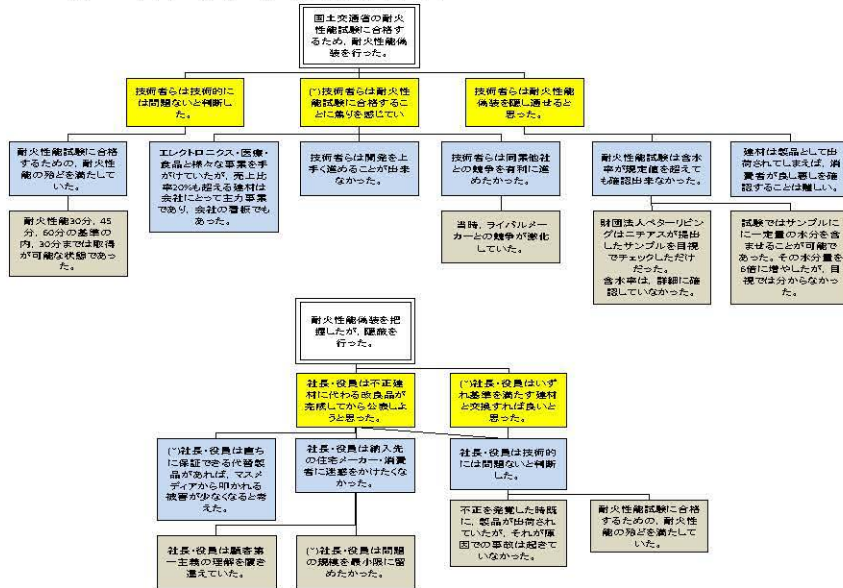 国土交通省の耐火
性能試験に合格す
るため、耐火性能偽
装を行った。
技術者らは技術的に
は問題ないと判断し
た。
(*)技術者らは耐火性
能試験に合格するこ
とに焦りを感じてい
技術者らは耐火性能
偽装を隠し通せると
思った。
耐火性能試験に合格
するための、耐火性
能の殆どを満たして
いた。
エレクトロニクス・医療・
食品と様々な事業を手
がけていたが、売上比
率20%も超える建材は
会社にとって主力事業
であり、会社の看板でも
あった。
技術者らは開発を上
手く進めることが出来
なかった。
技術者らは同業他社
との競争を有利に
進めたかった。
耐火性能試験は含水
率が規定値を超えて
も確認出来なかった。
建材は製品として出
荷されてしまえば、消
費者が良し悪しを確
認することは難しい。
耐火性能30分、45
分、60分の基準の
内、30分までは取得
が可能な状態であっ
た。
当時、ライバルメー
カーとの競争が激化
していた。
財団法人ベターリビン
グはニチアスが提出
したサンプルを目視
でチェックしただけ
だった。
含水率は、詳細に確
認していなかった。
試験ではサンプルに
に一定量の水分を含
ませることが可能で
あった。その水分量を
6倍に増やしたが、目
視では分からなかっ
た。
耐火性能偽装を把
握したが、隠蔽を
行った。
社長・役員は不正建
材に代わる改良品が
完成してから公表しよ
うと思った。
(*)社長・役員はいず
れ基準を満たす建材
と交換すれば良いと思
った。
(*)社長・役員は直ち
に保証できる代替製
品があれば、マスメ
ディアから叩かれる
被害が少なくなると考
えた。
社長・役員は納入先
の住宅メーカー・消費
者に迷惑をかけたくな
かった。
社長・役員は技術的
には問題ないと判断
した。
社長・役員は顧客第
一主義の理解を履き
違えていた。
(*)社長・役員は問題
の規模を最小限に留
めたかった。
不正を発覚した時既
に、製品が出荷されて
いたが、それが原
因での事故は起きて
いなかった。
耐火性能試験に合格
するための、耐火性
能の殆どを満たして
いた。